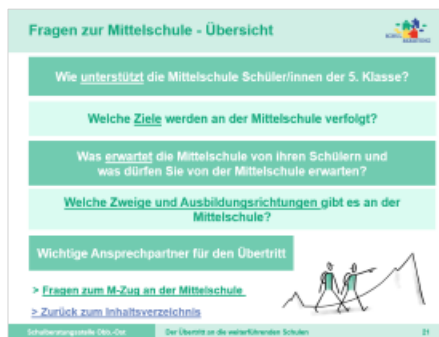 Fragen zur Mittelschule - Übersicht
Wie unterstützt die Mittelschule Schüler/innen der 5. Klasse?
Welche Ziele werden an der Mittelschule verfolgt?
Was erwartet die Mittelschule von ihren Schülern und
was dürfen Sie von der Mittelschule erwarten?
Welche Zweige und Ausbildungsrichtungen gibt es an der
Mittelschule?
Wichtige Ansprechpartner für den Übertritt
> Fragen zum M-Zug an der Mittelschule
> Zurück zum Inhaltsverzeichnis
Schulberatungsstelle Obb.-Ost
Der Übertritt an die weiterführenden Schulen
21